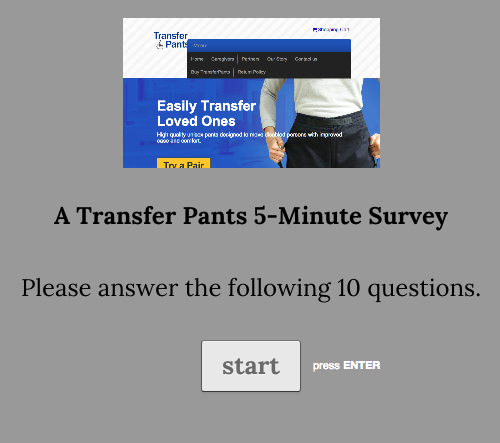 Transfer
Pants
Shopping Cart
Menu
Home Caregivers Partners Our Story Contact us
Buy TransferPants Return Policy
Easily Transfer
Loved Ones
High quality unisex pants designed to move disabled persons with improved
ease and comfort.
Try a Pair
A Transfer Pants 5-Minute Survey
Please answer the following 10 questions.
start
press ENTER